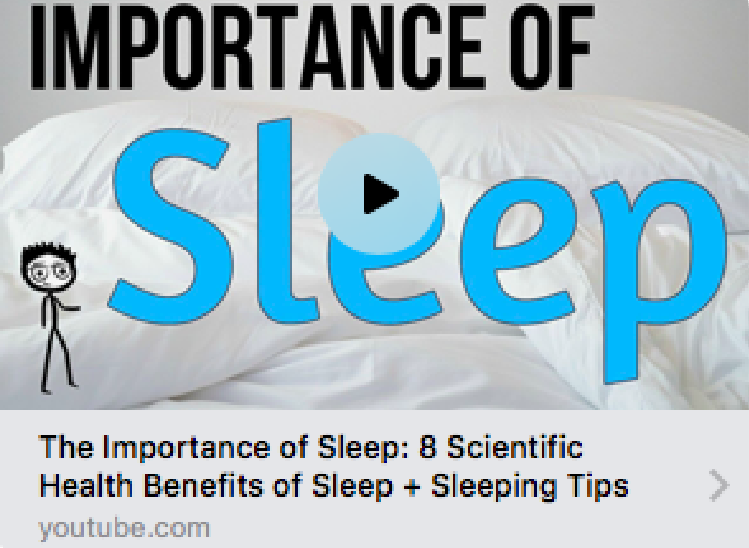 IMPORTANCE OF
Sleep
The Importance of Sleep: 8 Scientific
Health Benefits of Sleep + Sleeping Tips
youtube.com